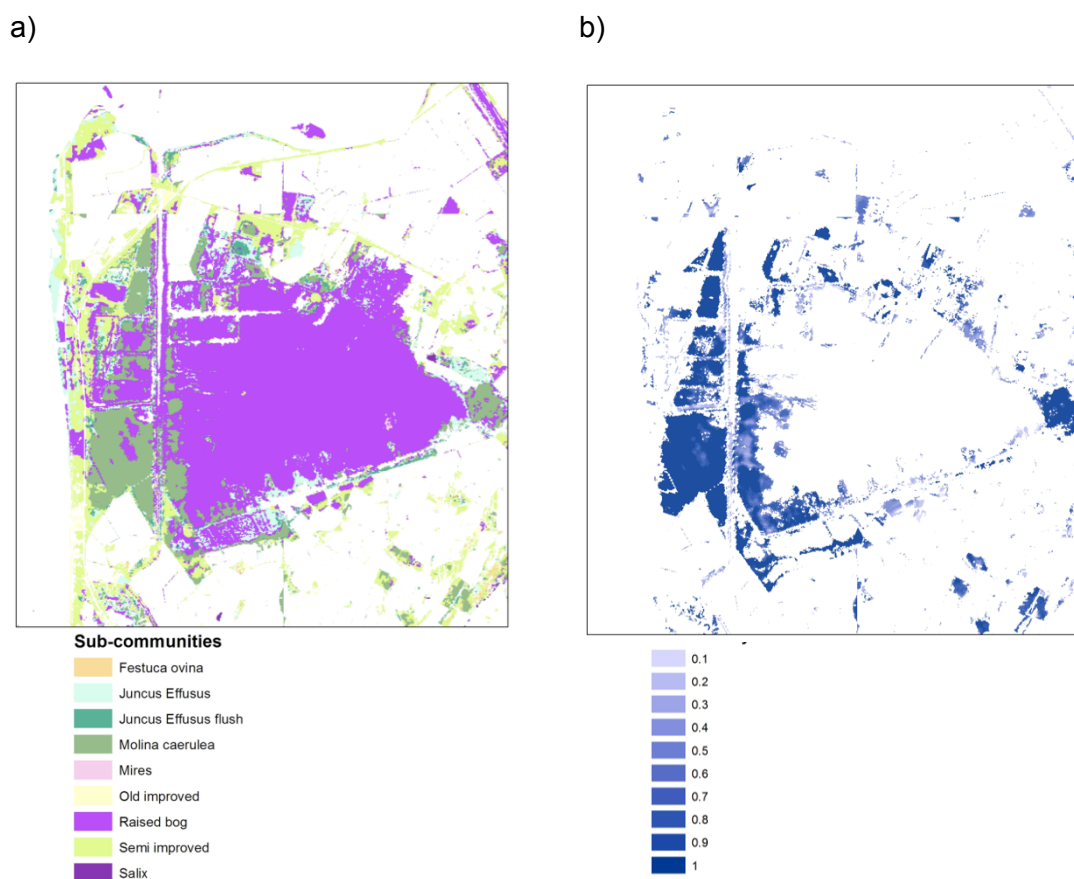 a)
b)
Sub-communities
Festuca ovina
Juncus Effusus
Juncus Effusus flush
Molina caerulea
Mires
Old improved
Raised bog
Semi improved
Salix
0.1
0.2
0.3
0.4
0.5
0.6
0.7
0.8
0.9
1